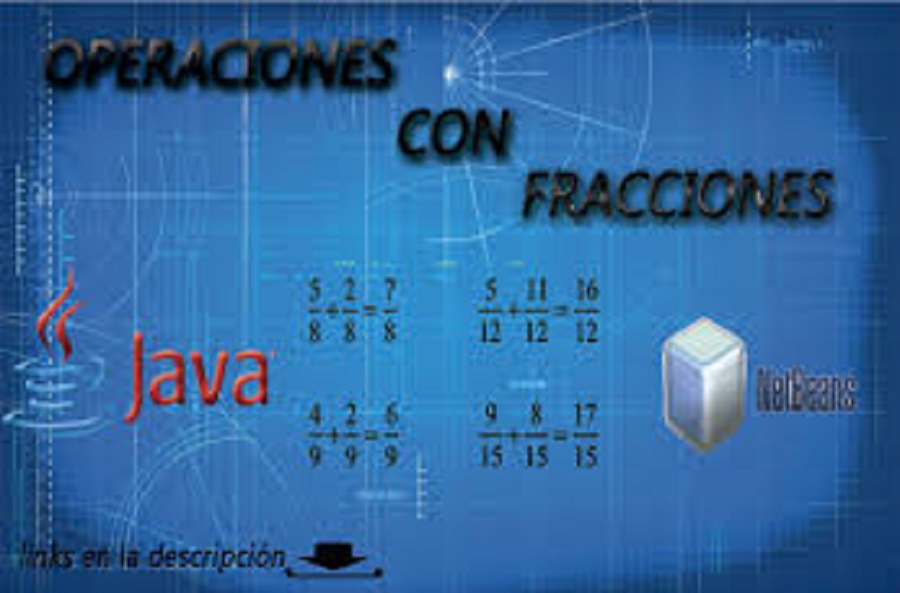 OPERACIONES
CON
FRACCIONES
5/8 + 2/8 = 7/8
5/12 + 11/12 = 16/12
Java
NetBeans
4/9 + 2/9 = 6/9
9/15 + 8/15 = 17/15
links en la descripción